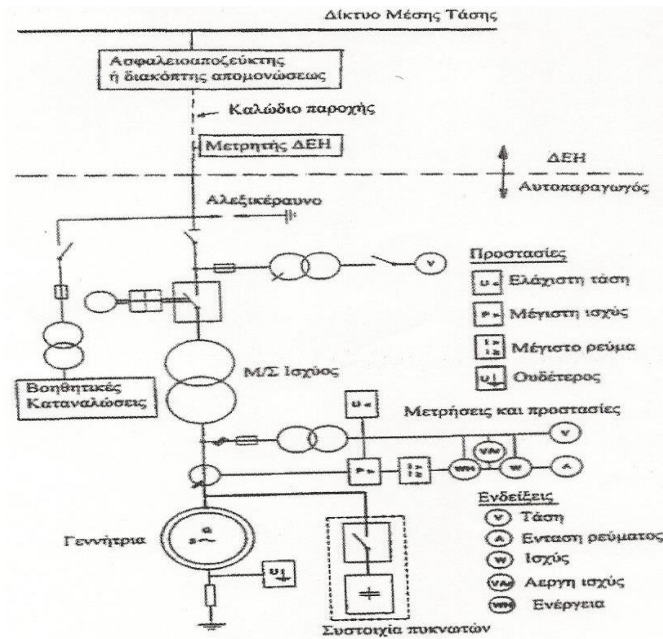 Δίκτυο Μέσης Τάσης
Ασφαλειοαποζεύκτης
ή διακόπτης απομονώσεως
Καλώδιο παροχής
Μετρητής ΔΕΗ
ΔΕΗ
Αυτοπαραγωγός
Αλεξικέραυνο
V
Προστασίες
U< Ελάχιστη τάση
P> Μέγιστη ισχύς
I> Μέγιστο ρεύμα
U Ουδέτερος
Μ/Σ Ισχύος
Βοηθητικές
Καταναλώσεις
U<
Μετρήσεις και προστασίες
V
VAr
P>
WH
W
A
Ενδείξεις
V Τάση
A Ενταση ρεύματος
W Ισχύς
VAr Αεργη ισχύς
WH Ενέργεια
Γεννήτρια
G
3~
U
Συστοιχία πυκνωτών